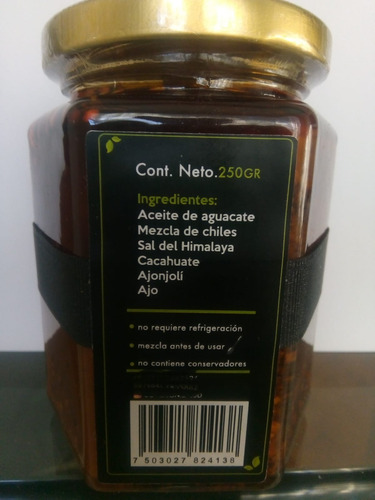 Cont. Neto.250GR
Ingredientes:
Aceite de aguacate
Mezcla de chiles
Sal del Himalaya
Cacahuate
Ajonjolí
Ajo
• no requiere refrigeración
• mezcla antes de usar
• no contiene conservadores
7 503027 824138